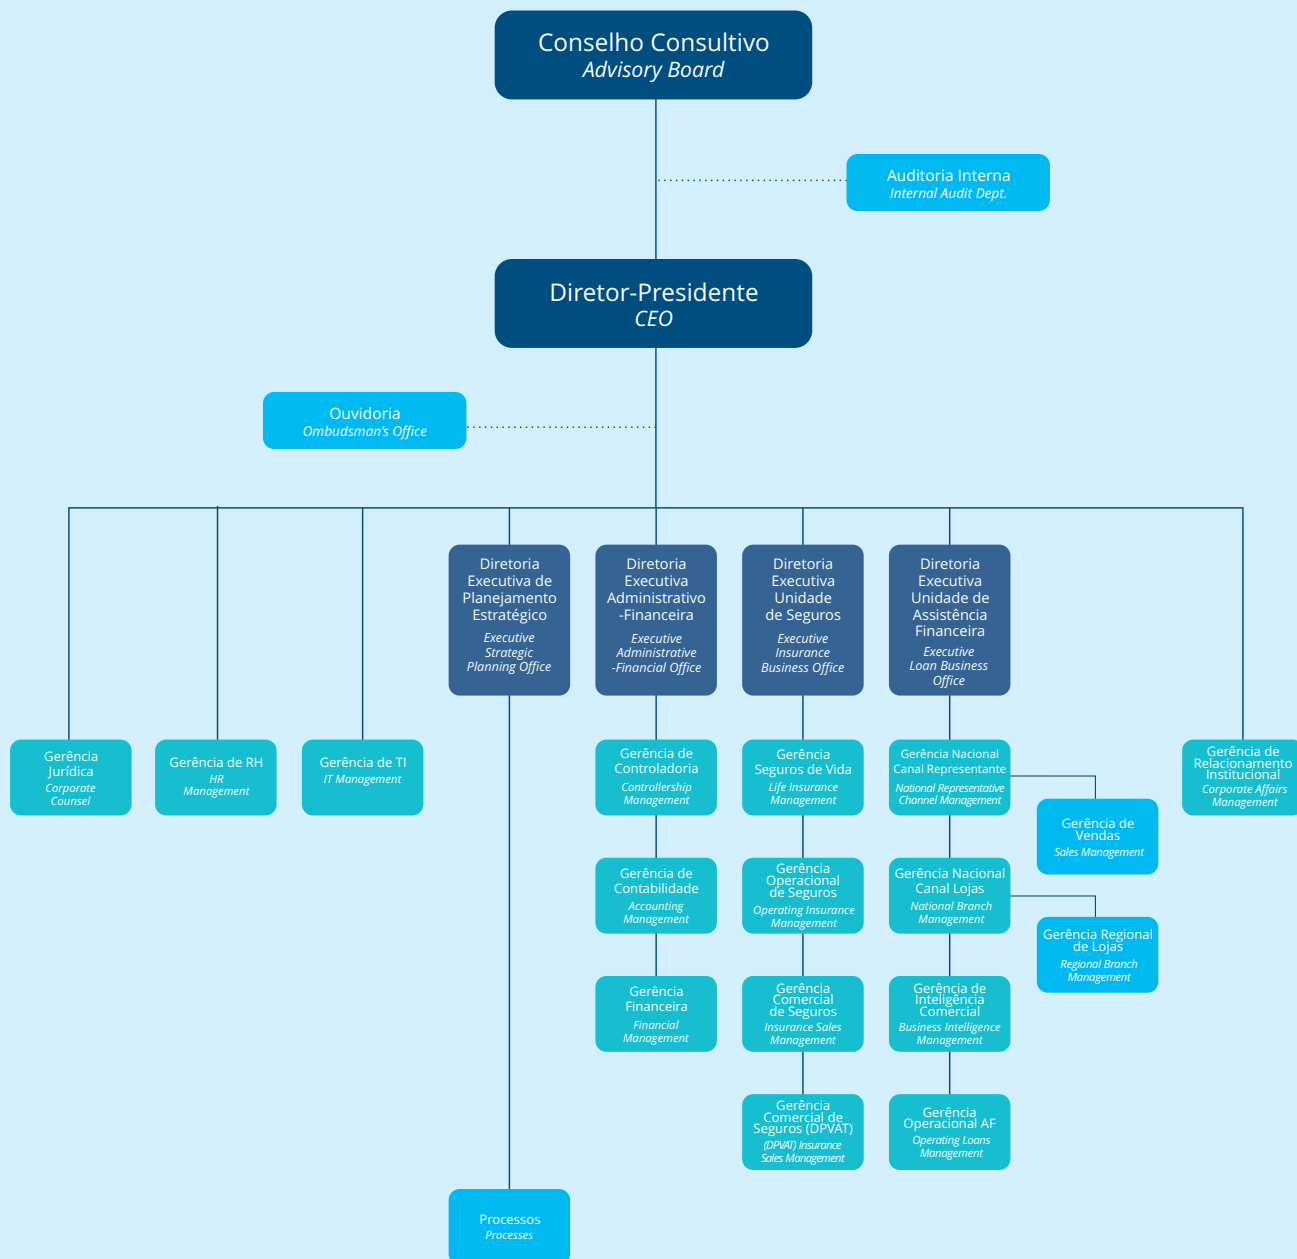 Conselho Consultivo
Advisory Board
Auditoria Interna
Internal Audit Dept.
Diretor-Presidente
CEO
Ouvidoria
Ombudsman's Office
Diretoria
Executiva de
Planejamento
Estratégico
Executive
Strategic
Planning Office
Diretoria
Executiva
Administrativo
-Financeira
Executive
Administrative
-Financial Office
Diretoria
Executiva
Unidade
de Seguros
Executive
Insurance
Business Office
Diretoria
Executiva
Unidade de
Assistência
Financeira
Executive
Loan Business
Office
Gerência
Jurídica
Corporate
Counsel
Gerência de RH
HR
Management
Gerência de TI
IT Management
Gerência de
Controladoria
Controllership
Management
Gerência
Seguros de Vida
Life Insurance
Management
Gerência Nacional
Canal Representante
National Representative
Channel Management
Gerência de
Relacionamento
Institucional
Corporate Affairs
Management
Gerência de
Vendas
Sales Management
Gerência de
Contabilidade
Accounting
Management
Gerência
Operacional
de Seguros
Operating Insurance
Management
Gerência Nacional
Canal Lojas
National Branch
Management
Gerência Regional
de Lojas
Regional Branch
Management
Gerência
Financeira
Financial
Management
Gerência
Comercial
de Seguros
Insurance Sales
Management
Gerência de
Inteligência
Comercial
Business Intelligence
Management
Gerência
Comercial de
Seguros (DPVAT)
(DPVAT) Insurance
Sales Management
Gerência
Operacional AF
Operating Loans
Management
Processos
Processes